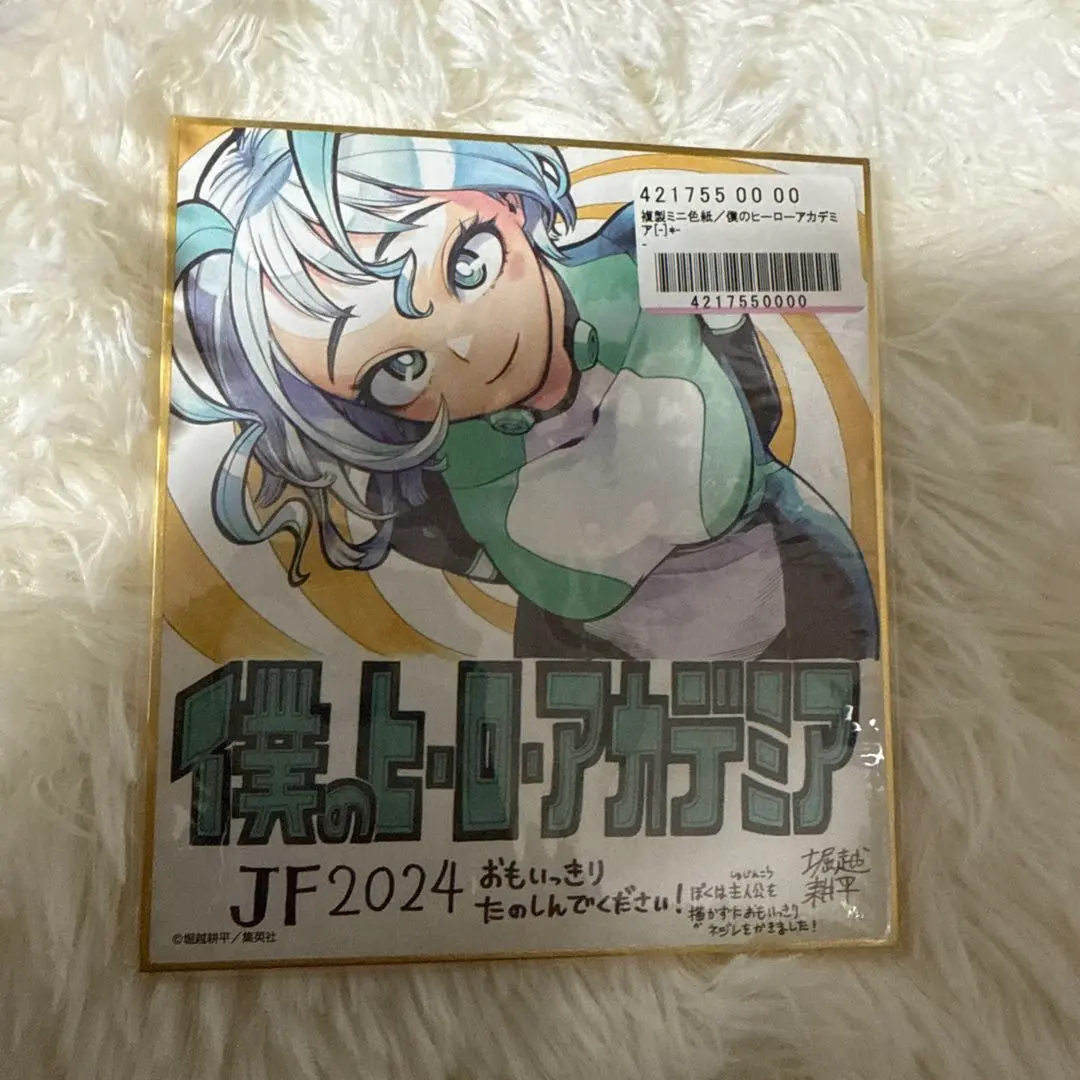 421755 00 00
複製ミニ色紙／僕のヒーローアカデミ
ア[-]*-
-
4217550000
僕のヒーローアカデミア
JF2024
おもいっきり
たのしんでください!
しゅじんこう
ぼくは主人公を
描かずにおもいっきり
ネジレをかきました!
堀越
耕平
©堀越耕平／集英社